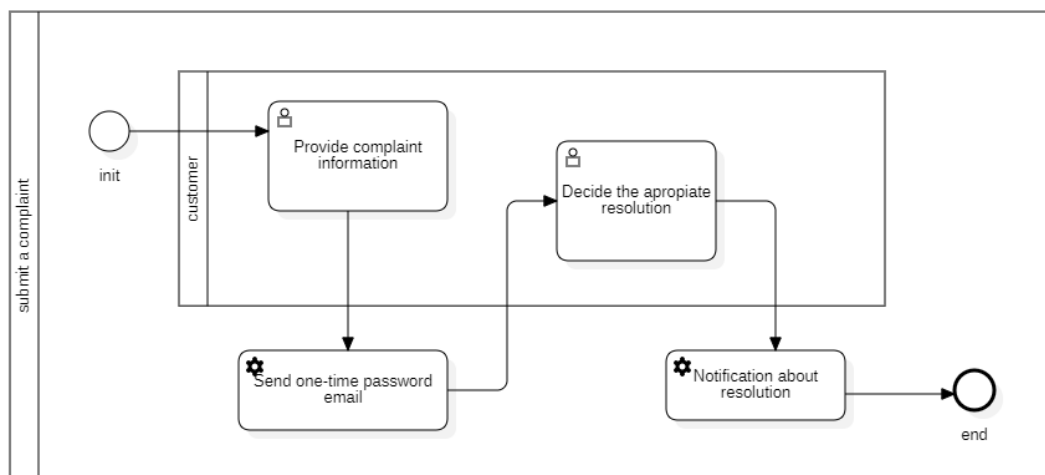 submit a complaint
customer
init
Provide complaint
information
Decide the apropiate
resolution
Send one-time password
email
Notification about
resolution
end